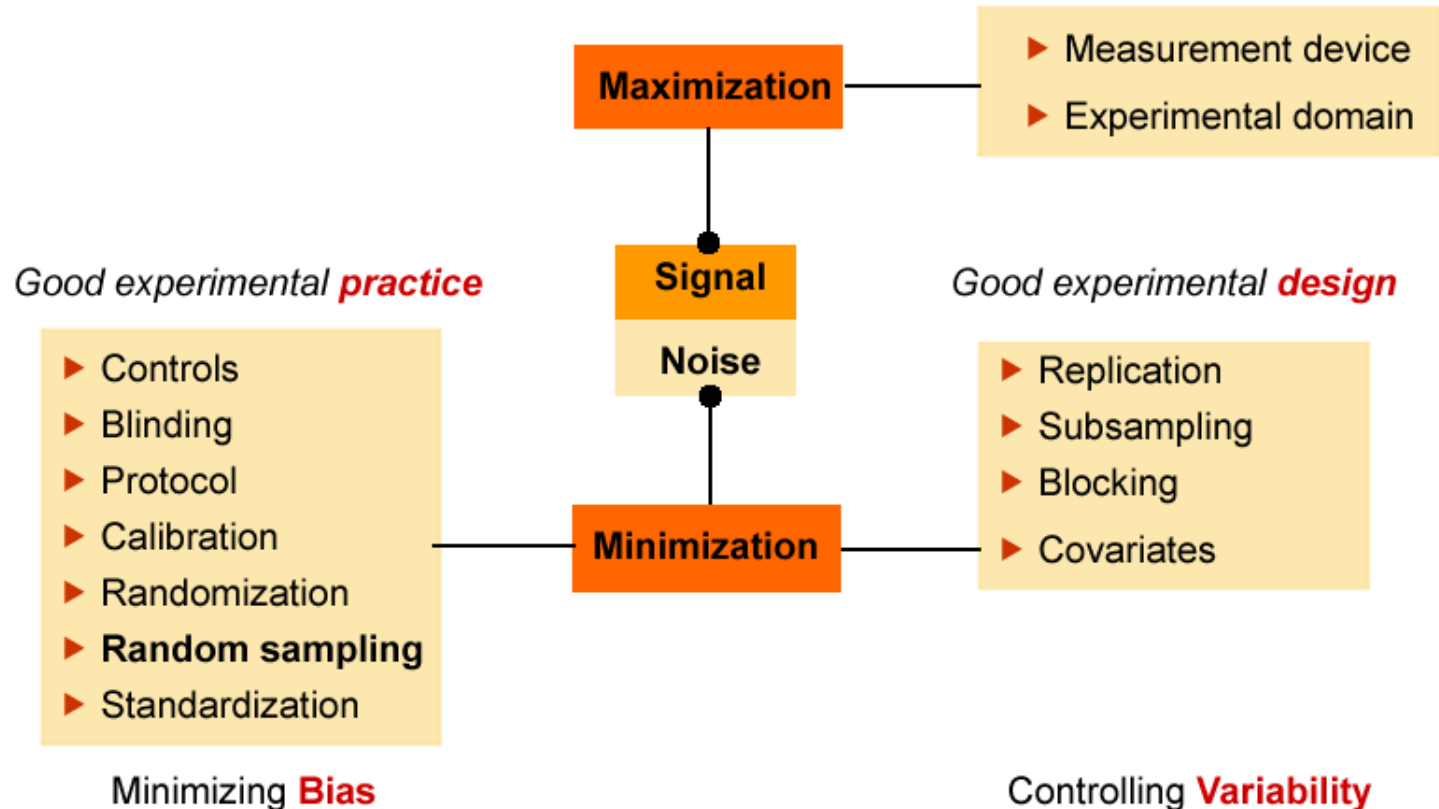 Maximization
Measurement device
Experimental domain
Signal
Noise
Good experimental practice
Controls
Blinding
Protocol
Calibration
Randomization
Random sampling
Standardization
Minimizing Bias
Minimization
Good experimental design
Replication
Subsampling
Blocking
Covariates
Controlling Variability